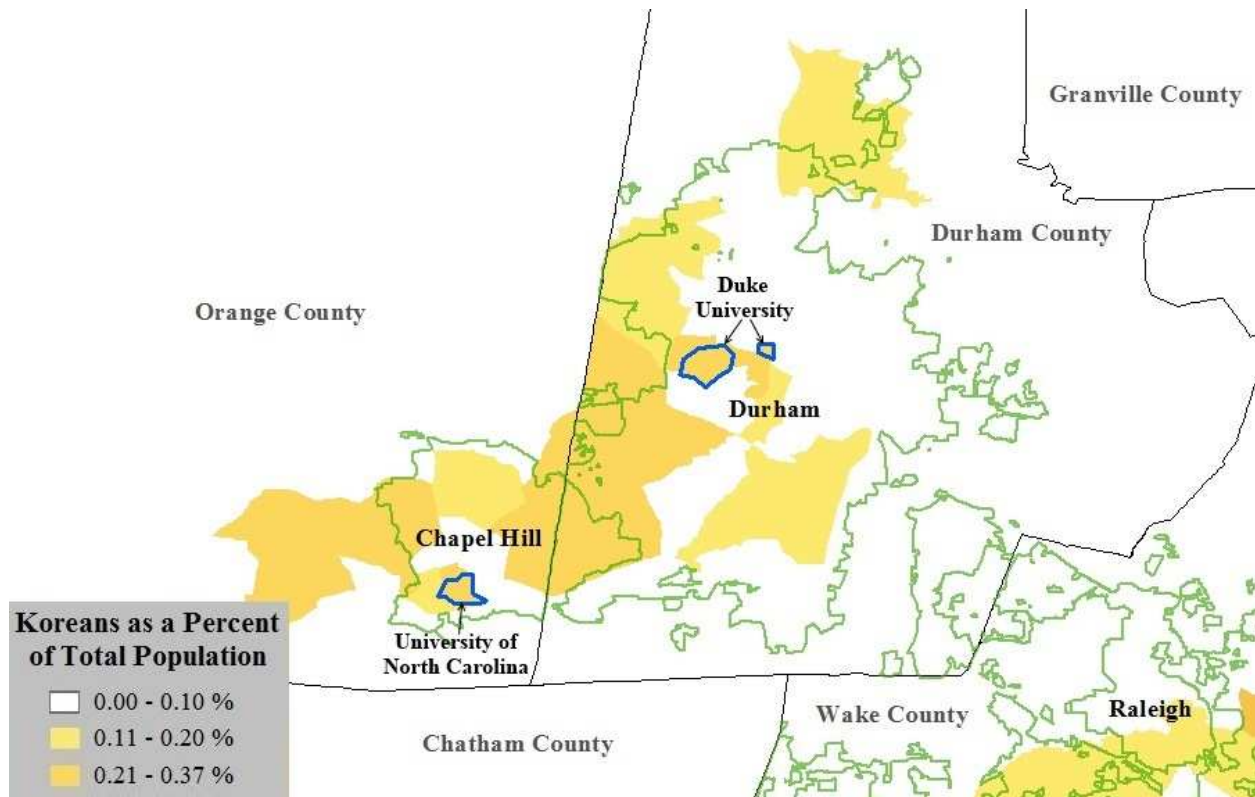 Granville County
Durham County
Duke
University
Orange County
Durham
Chapel Hill
University of
North Carolina
Koreans as a Percent
of Total Population
0.00 - 0.10 %
0.11 - 0.20 %
0.21 - 0.37 %
Chatham County
Wake County
Raleigh